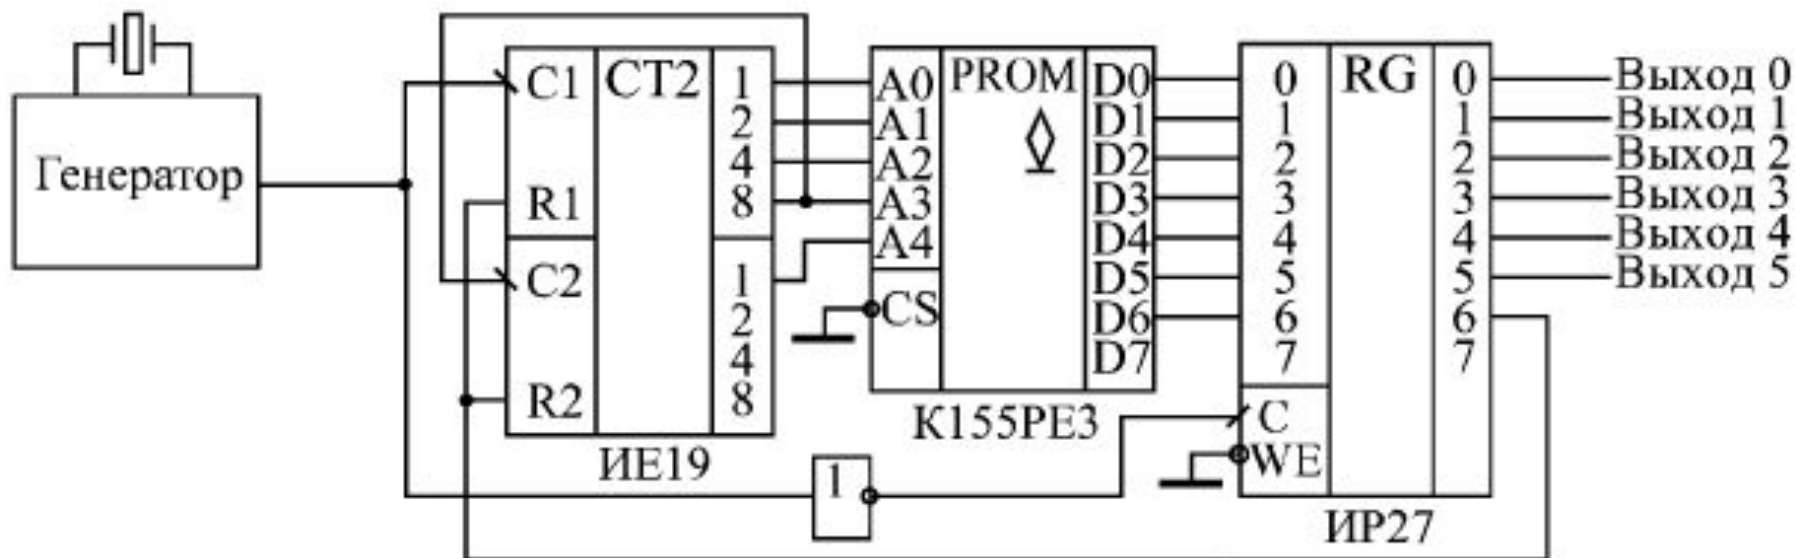 Генератор
C1 CT2 1
2
4
R1 8
C2 1
2
4
R2 8
ИЕ19
A0 PROM D0
A1 D1
A2 D2
A3 D3
A4 D4
D5
CS D6
D7
К155РЕ3
1
0 RG 0
1 1
2 2
3 3
4 4
5 5
6 6
7 7
C
WE
ИР27
Выход 0
Выход 1
Выход 2
Выход 3
Выход 4
Выход 5